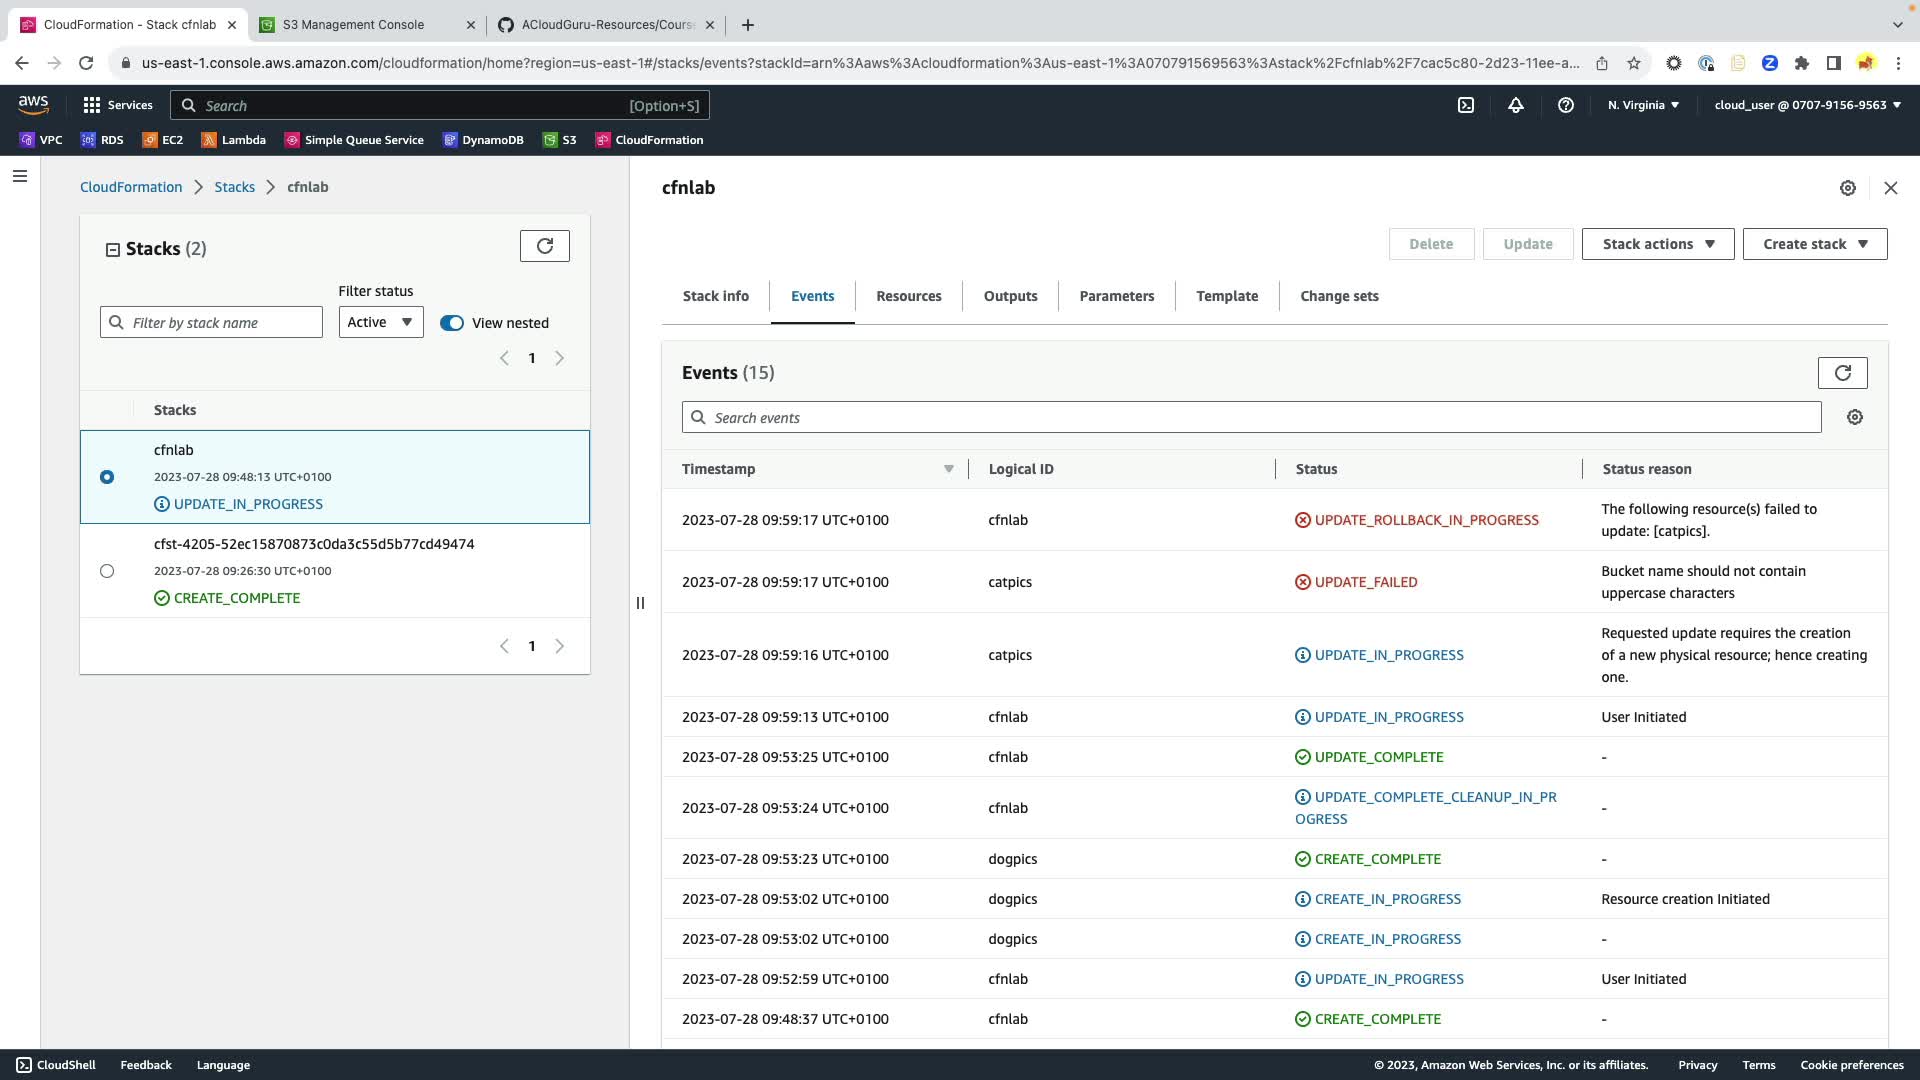 CloudFormation - Stack cfnlab
S3 Management Console
ACloudGuru-Resources/Cours
us-east-1.console.aws.amazon.com/cloudformation/home?region=us-east-1#/stacks/events?stackId=arn%3Aaws%3Acloudformation%3Aus-east-1%3A070791569563%3Astack%2Fcfnlab%2F7cac5c80-2d23-11ee-a...
aws
Services
Search
[Option+S]
N. Virginia
cloud_user @ 0707-9156-9563
VPC
RDS
EC2
Lambda
Simple Queue Service
DynamoDB
S3
CloudFormation
CloudFormation
Stacks
cfnlab
Stacks (2)
Filter status
Filter by stack name
Active
View nested
1
Stacks
cfnlab
2023-07-28 09:48:13 UTC+0100
UPDATE_IN_PROGRESS
cfst-4205-52ec15870873c0da3c55d5b77cd49474
2023-07-28 09:26:30 UTC+0100
CREATE_COMPLETE
1
cfnlab
Delete
Update
Stack actions
Create stack
Stack info
Events
Resources
Outputs
Parameters
Template
Change sets
Events (15)
Search events
Timestamp
Logical ID
Status
Status reason
2023-07-28 09:59:17 UTC+0100
cfnlab
UPDATE_ROLLBACK_IN_PROGRESS
The following resource(s) failed to
update: [catpics].
2023-07-28 09:59:17 UTC+0100
catpics
UPDATE_FAILED
Bucket name should not contain
uppercase characters
2023-07-28 09:59:16 UTC+0100
catpics
UPDATE_IN_PROGRESS
Requested update requires the creation
of a new physical resource; hence creating
one.
2023-07-28 09:59:13 UTC+0100
cfnlab
UPDATE_IN_PROGRESS
User Initiated
2023-07-28 09:53:25 UTC+0100
cfnlab
UPDATE_COMPLETE
-
2023-07-28 09:53:24 UTC+0100
cfnlab
UPDATE_COMPLETE_CLEANUP_IN_PR
OGRESS
-
2023-07-28 09:53:23 UTC+0100
dogpics
CREATE_COMPLETE
-
2023-07-28 09:53:02 UTC+0100
dogpics
CREATE_IN_PROGRESS
Resource creation Initiated
2023-07-28 09:53:02 UTC+0100
dogpics
CREATE_IN_PROGRESS
-
2023-07-28 09:52:59 UTC+0100
cfnlab
UPDATE_IN_PROGRESS
User Initiated
2023-07-28 09:48:37 UTC+0100
cfnlab
CREATE_COMPLETE
-
CloudShell
Feedback
Language
© 2023, Amazon Web Services, Inc. or its affiliates.
Privacy
Terms
Cookie preferences